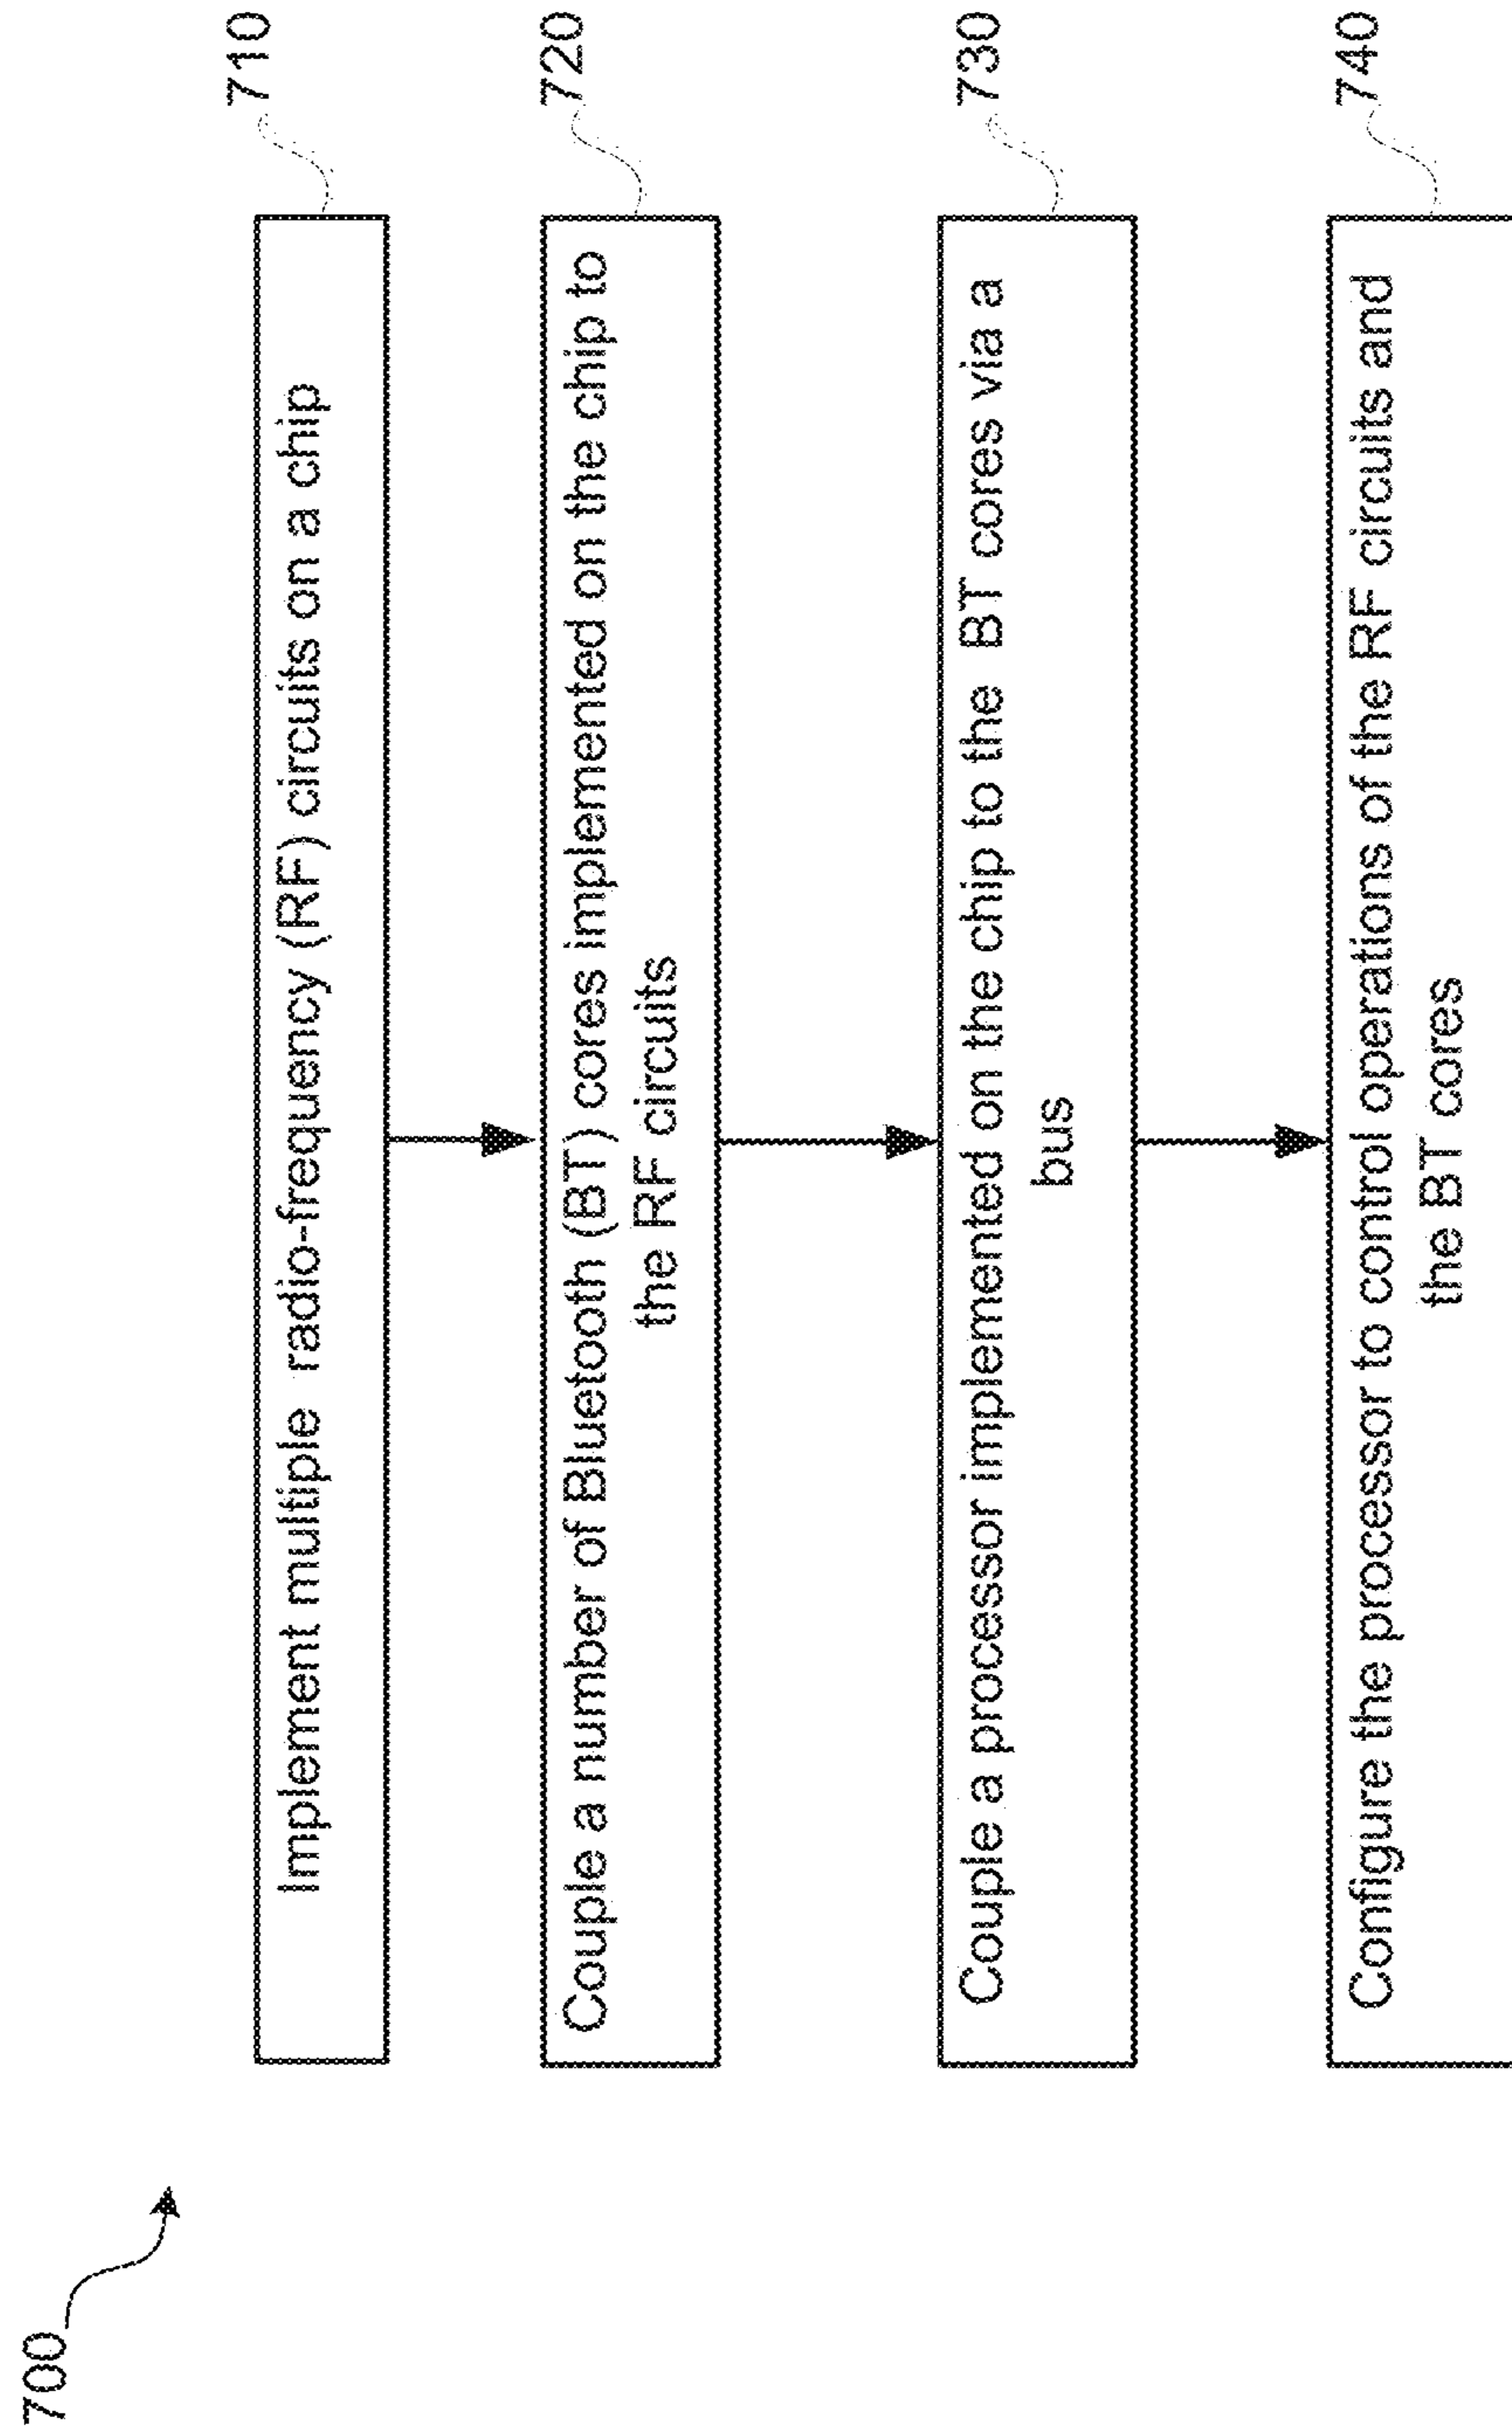 700
Implement multiple radio-frequency (RF) circuits on a chip
710
Couple a number of Bluetooth (BT) cores implemented on the chip to
the RF circuits
720
Couple a processor implemented on the chip to the BT cores via a
bus
730
Configure the processor to control operations of the RF circuits and
the BT cores
740